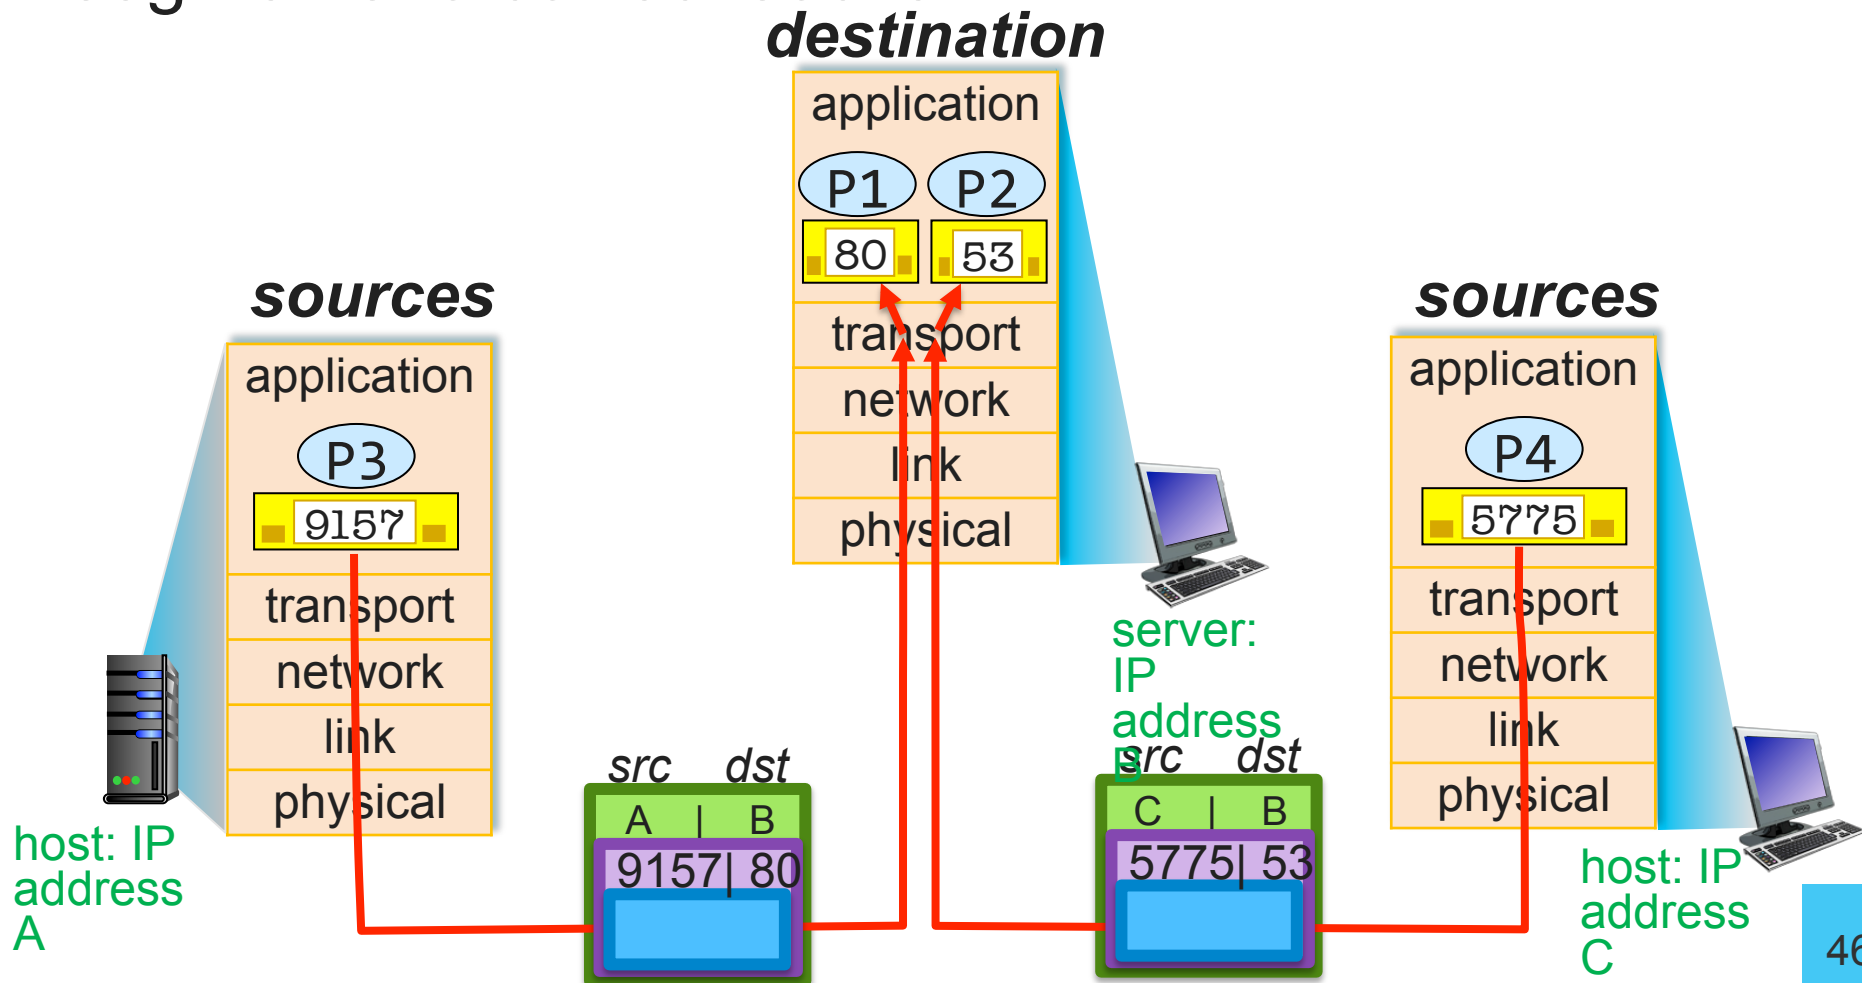 destination
application
P1 P2
80 53
transport
network
link
physical
server:
IP
address
B
sources
application
P3
9157
transport
network
link
physical
host: IP
address
A
src dst
A | B
9157| 80
src dst
C | B
5775| 53
sources
application
P4
5775
transport
network
link
physical
host: IP
address
C
46